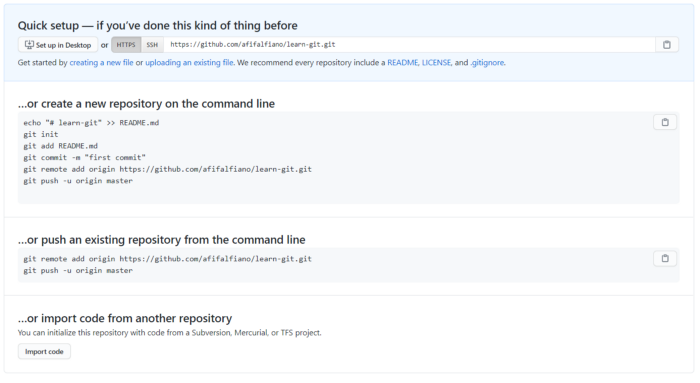 Quick setup — if you've done this kind of thing before
Set up in Desktop or HTTPS SSH https://github.com/afifalfiano/learn-git.git
Get started by creating a new file or uploading an existing file. We recommend every repository include a README, LICENSE, and .gitignore.
...or create a new repository on the command line
echo "# learn-git" >> README.md
git init
git add README.md
git commit -m "first commit"
git remote add origin https://github.com/afifalfiano/learn-git.git
git push -u origin master
...or push an existing repository from the command line
git remote add origin https://github.com/afifalfiano/learn-git.git
git push -u origin master
...or import code from another repository
You can initialize this repository with code from a Subversion, Mercurial, or TFS project.
Import code